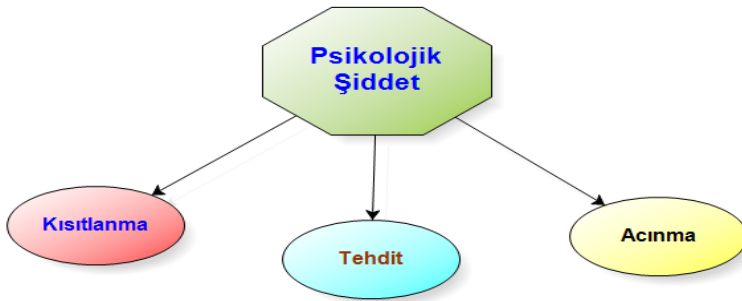 Psikolojik
Şiddet
Kısıtlanma
Tehdit
Acınma